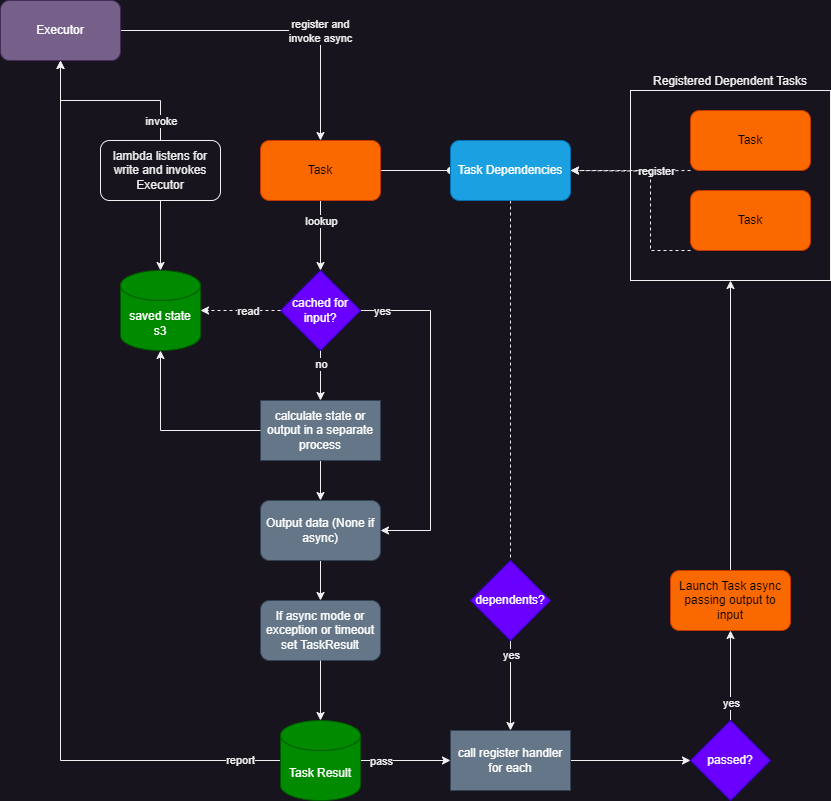 Executor
register and
invoke async
Registered Dependent Tasks
invoke
lambda listens for
write and invokes
Executor
Task
Task Dependencies
register
Task
Task
lookup
saved state
s3
read
cached for
input?
yes
no
calculate state or
output in a separate
process
Output data (None if
async)
If async mode or
exception or timeout
set TaskResult
dependents?
yes
Launch Task async
passing output to
input
yes
report
Task Result
pass
call register handler
for each
passed?